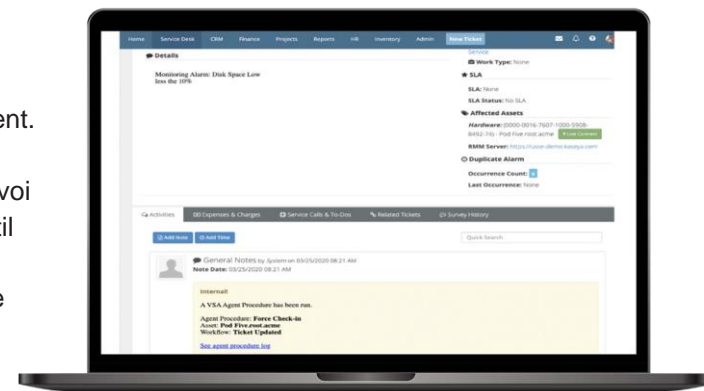 ent.
voi
til
e
Home Service Desk CRM Finance Projects Reports HR Inventory Admin New Ticket
Details
Monitoring Alarm: Disk Space Low
less the 10%
Service
Work Type: None
SLA
SLA: None
SLA Status: No SLA
Affected Assets
Hardware: (0000-0016-7607-1000-5908-
8492-74) - Pod Five root.acme Live Connect
RMM Server:
Duplicate Alarm
Occurrence Count:
Last Occurrence: None
Activities Expenses & Charges Service Calls & To-Dos Related Tickets Survey History
Add Note Add Time Quick Search
General Notes by System on 03/25/2020 08:21 AM
Note Date: 03/25/2020 08:21 AM
Internal!
A VSA Agent Procedure has been run.
Agent Procedure: Force Check-in
Asset: Pod Five.root.acme
Workflow: Ticket Updated
See agent procedure log